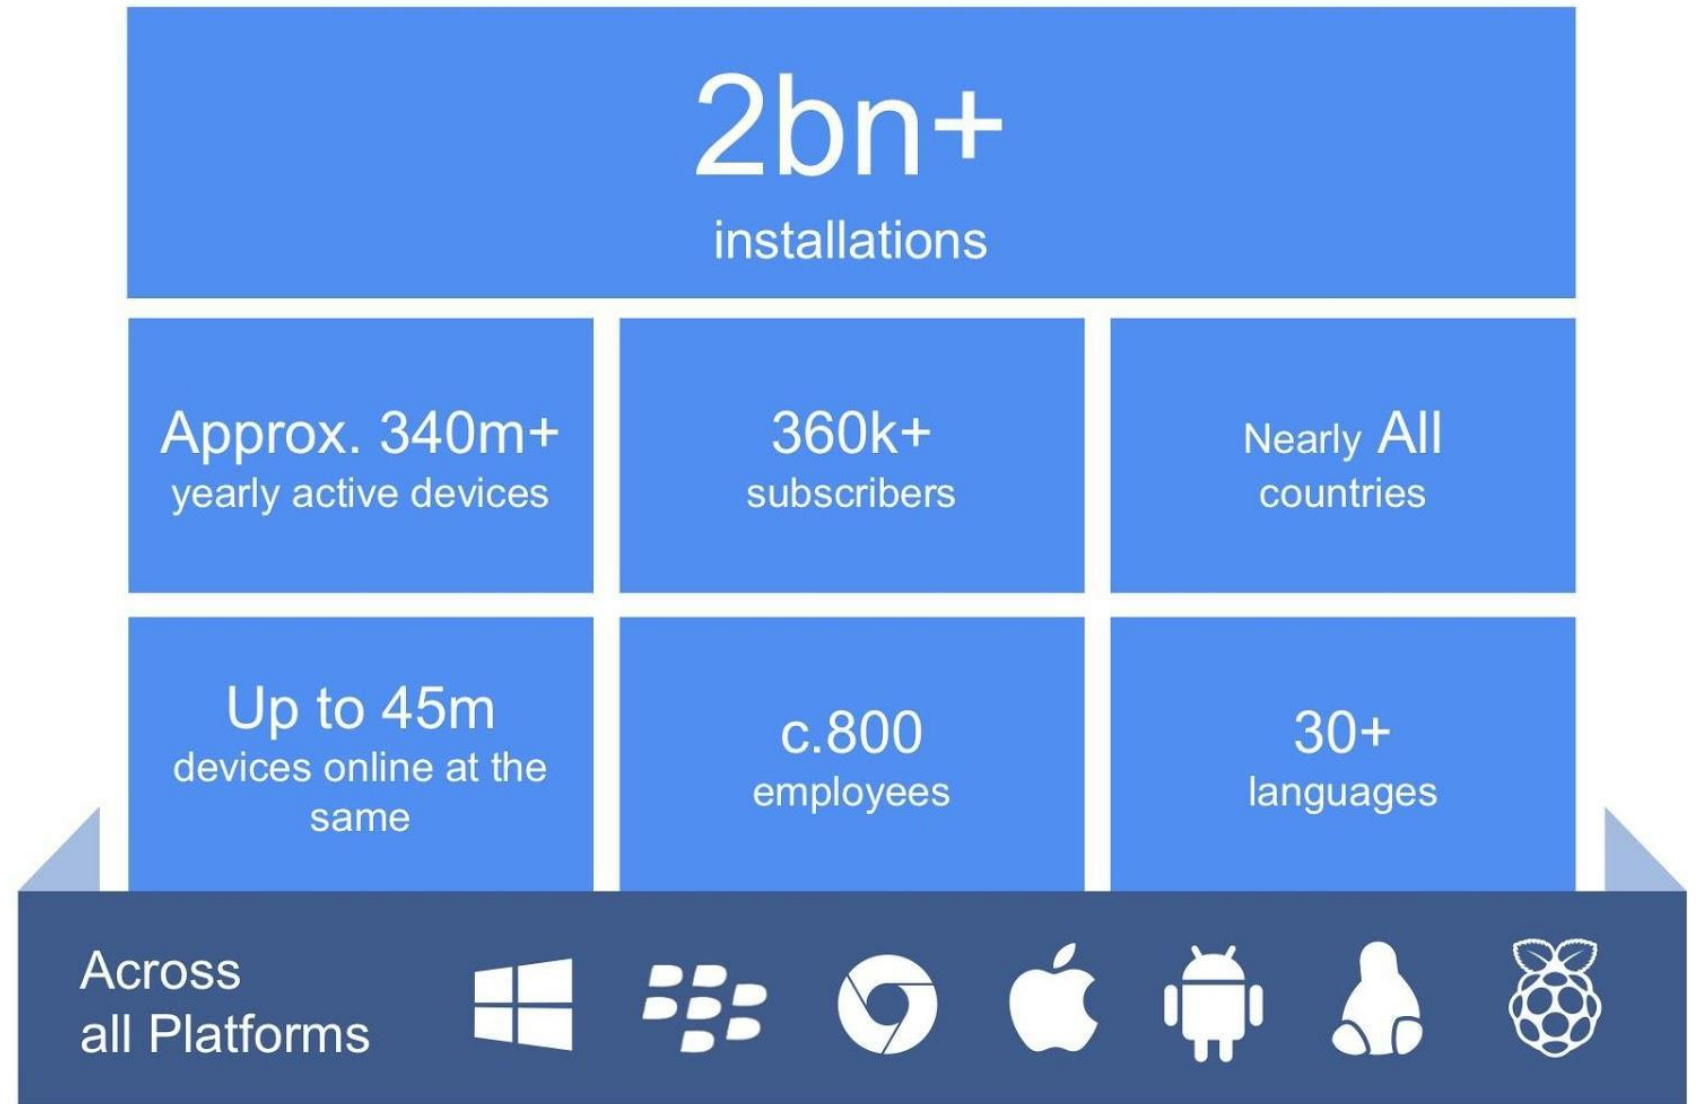 2bn+
installations
Approx. 340m+
yearly active devices
360k+
subscribers
Nearly All
countries
Up to 45m
devices online at the
same
c.800
employees
30+
languages
Across
all Platforms